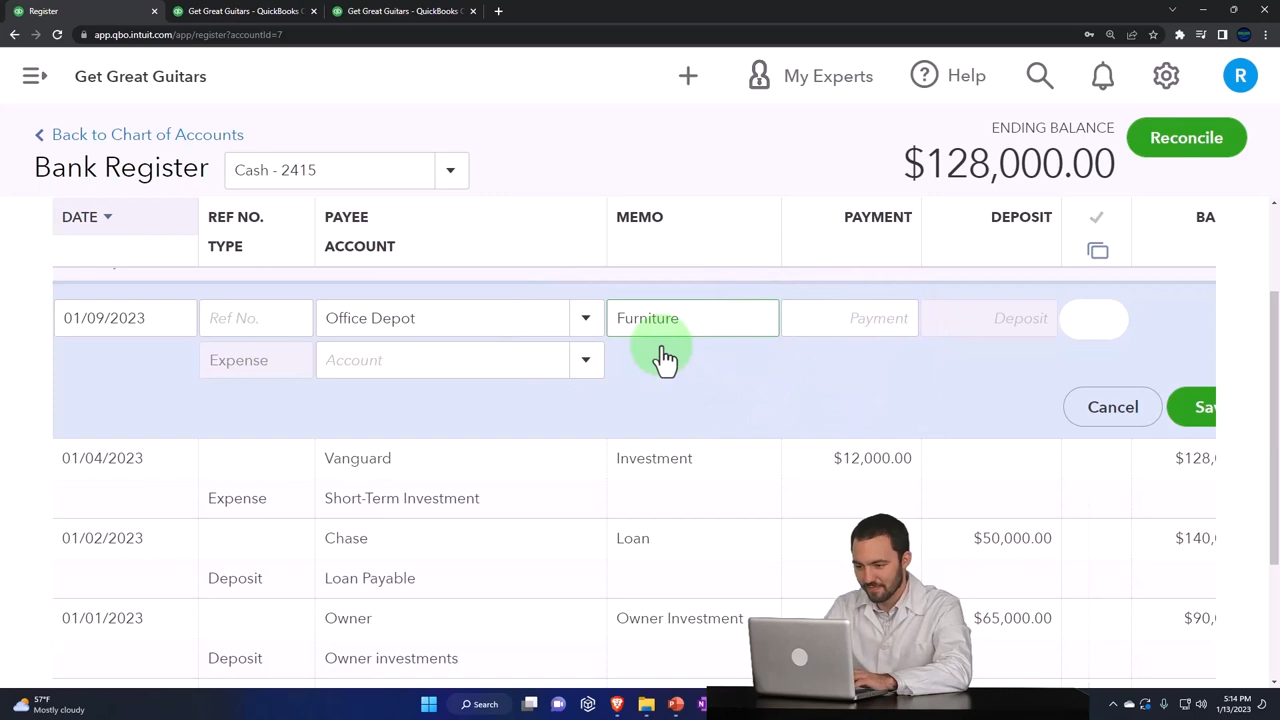 Register
Get Great Guitars - QuickBooks C
Get Great Guitars - QuickBooks C
app.qbo.intuit.com/app/register?accountId=7
Get Great Guitars
My Experts
Help
R
Back to Chart of Accounts
Bank Register
Cash - 2415
ENDING BALANCE
$128,000.00
Reconcile
DATE
REF NO.
PAYEE
MEMO
PAYMENT
DEPOSIT
BA
TYPE
ACCOUNT
01/09/2023
Ref No.
Office Depot
Furniture
Payment
Deposit
Expense
Account
Cancel
Sav
01/04/2023
Vanguard
Investment
$12,000.00
$128,
Expense
Short-Term Investment
01/02/2023
Chase
Loan
$50,000.00
$140,
Deposit
Loan Payable
01/01/2023
Owner
Owner Investment
$65,000.00
$90,
Deposit
Owner investments
57°F
Mostly cloudy
Search
5:14 PM
1/13/2023